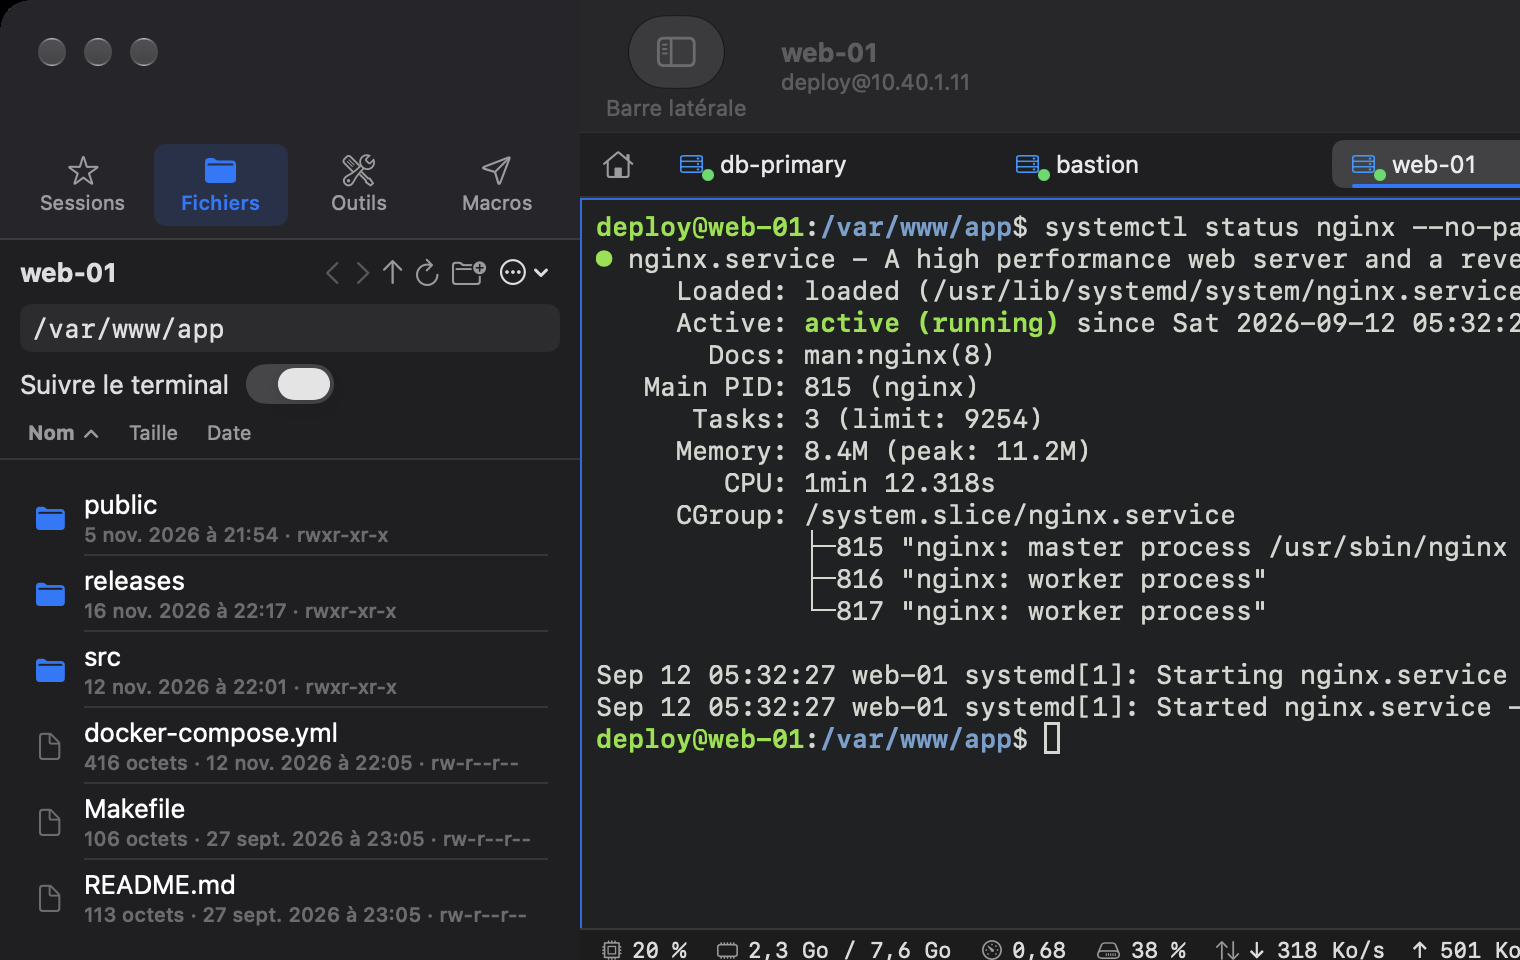 web-01
deploy@10.40.1.11
Barre latérale
Sessions
Fichiers
Outils
Macros
db-primary
bastion
web-01
web-01
/var/www/app
Suivre le terminal
Nom
Taille
Date
public
5 nov. 2026 à 21:54 · rwxr-xr-x
releases
16 nov. 2026 à 22:17 · rwxr-xr-x
src
12 nov. 2026 à 22:01 · rwxr-xr-x
docker-compose.yml
416 octets · 12 nov. 2026 à 22:05 · rw-r--r--
Makefile
106 octets · 27 sept. 2026 à 23:05 · rw-r--r--
README.md
113 octets · 27 sept. 2026 à 23:05 · rw-r--r--
deploy@web-01:/var/www/app$ systemctl status nginx --no-pa
● nginx.service – A high performance web server and a reve
Loaded: loaded (/usr/lib/systemd/system/nginx.service
Active: active (running) since Sat 2026-09-12 05:32:2
Docs: man:nginx(8)
Main PID: 815 (nginx)
Tasks: 3 (limit: 9254)
Memory: 8.4M (peak: 11.2M)
CPU: 1min 12.318s
CGroup: /system.slice/nginx.service
├─815 "nginx: master process /usr/sbin/nginx
├─816 "nginx: worker process"
└─817 "nginx: worker process"
Sep 12 05:32:27 web-01 systemd[1]: Starting nginx.service
Sep 12 05:32:27 web-01 systemd[1]: Started nginx.service –
deploy@web-01:/var/www/app$
20 % 2,3 Go / 7,6 Go 0,68 38 % ↓ 318 Ko/s ↑ 501 Ko